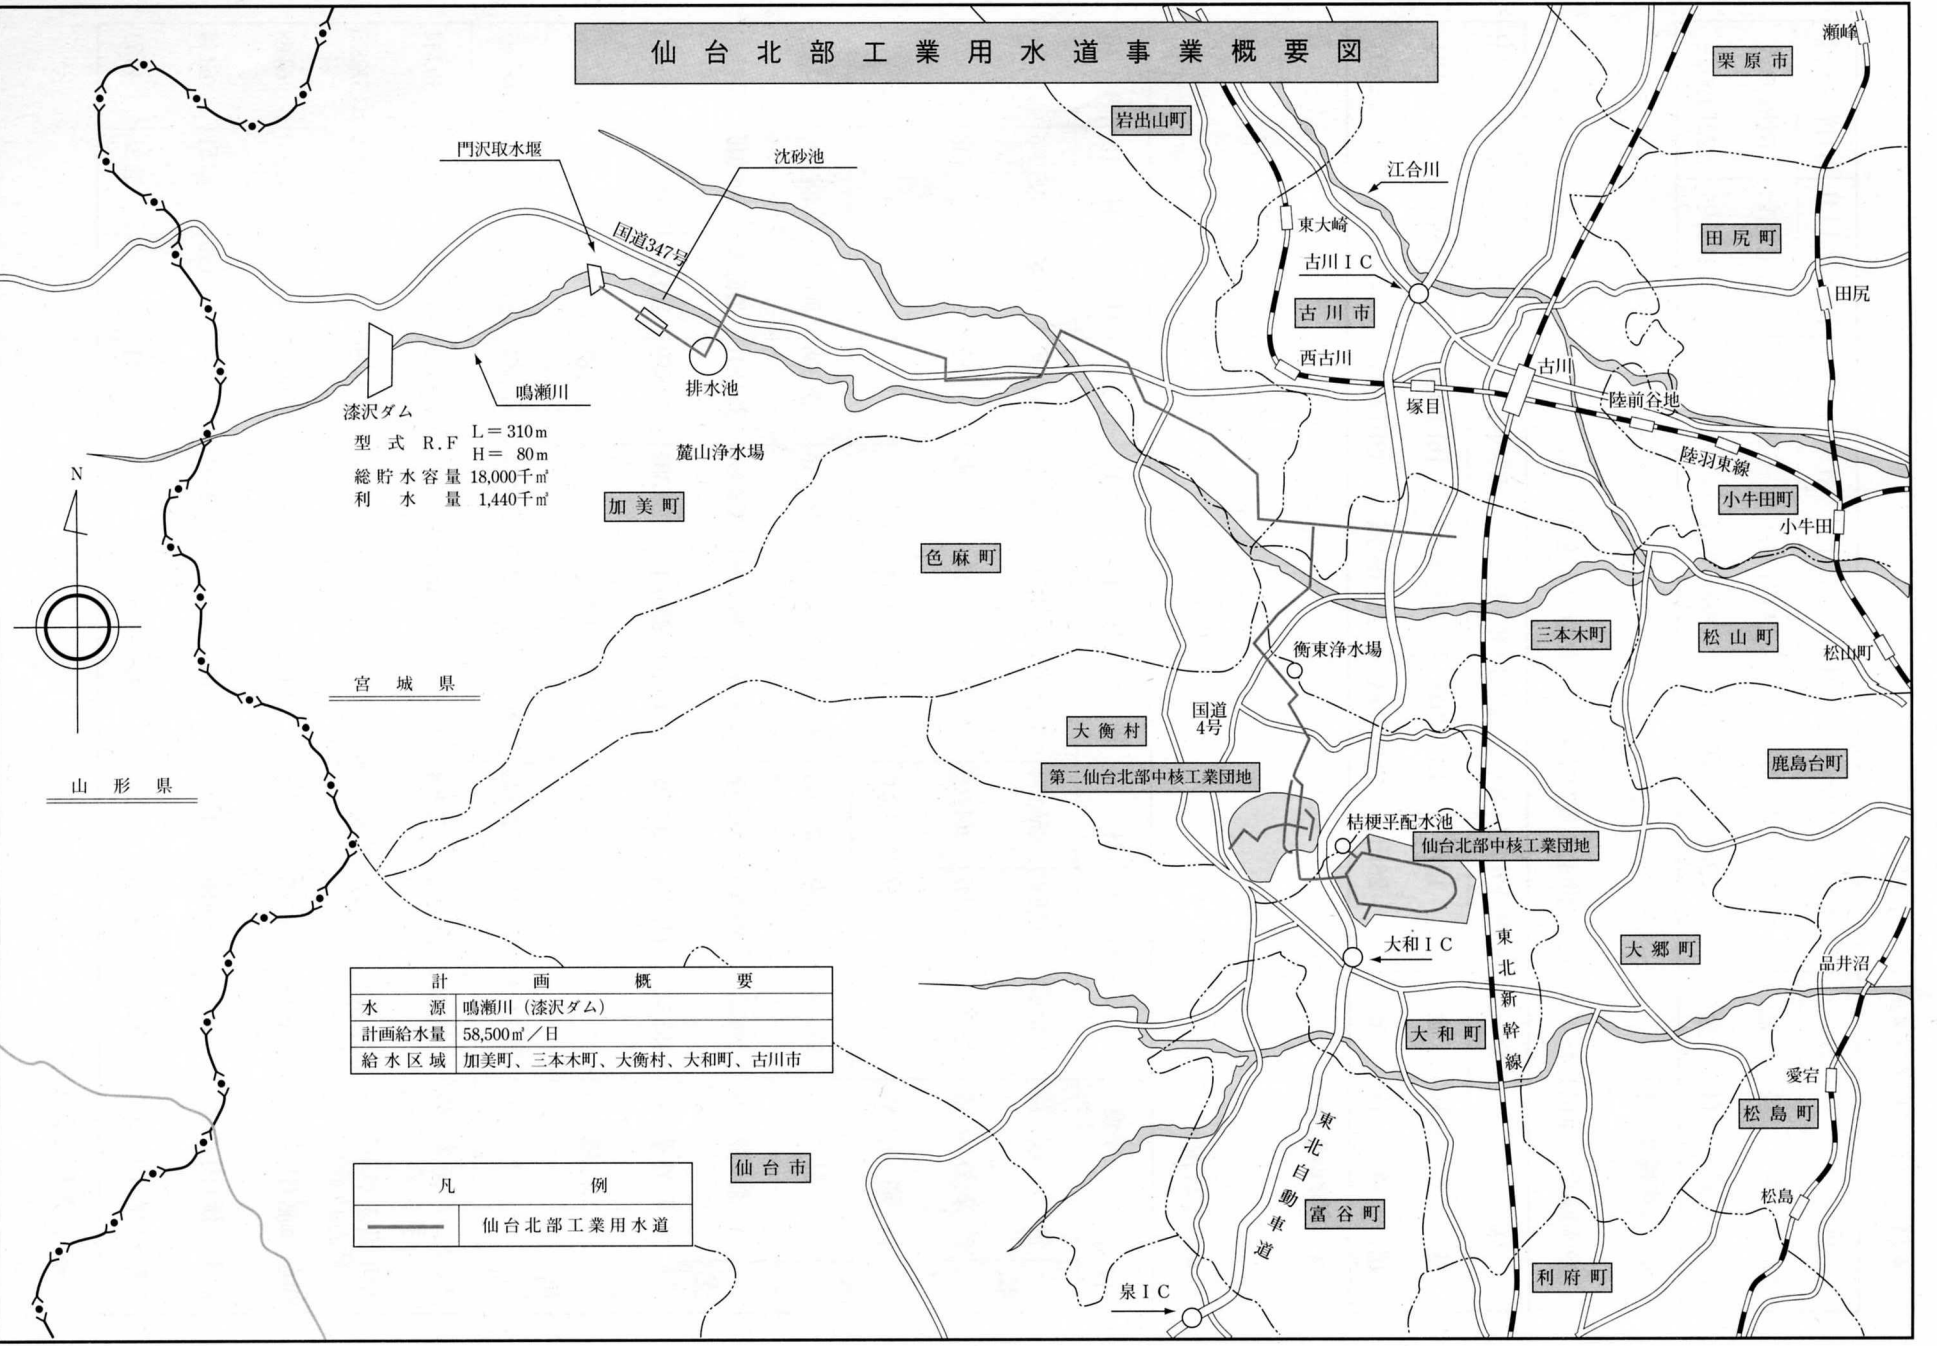 仙台北部工業用水道事業概要図
瀬峰
栗原市
岩出山町
門沢取水堰
沈砂池
江合川
東大崎
国道347号
田尻町
古川IC
田尻
古川市
西古川
古川
排水池
鳴瀬川
塚目
陸前谷地
漆沢ダム
型式 R.F L=310m
H= 80m
総貯水容量 18,000千㎥
利水量 1,440千㎥
麓山浄水場
陸羽東線
N
加美町
小牛田町
小牛田
色麻町
三本木町
松山町
衡東浄水場
松山町
宮城県
国道
4号
大衡村
鹿島台町
第二仙台北部中核工業団地
山形県
桔梗平配水池
仙台北部中核工業団地
大和IC
東北新幹線
大郷町
品井沼
計画概要
水源 鳴瀬川(漆沢ダム)
計画給水量 58,500㎥/日
給水区域 加美町、三本木町、大衡村、大和町、古川市
大和町
愛宕
松島町
東北自動車道
仙台市
凡例
仙台北部工業用水道
松島
富谷町
利府町
泉IC